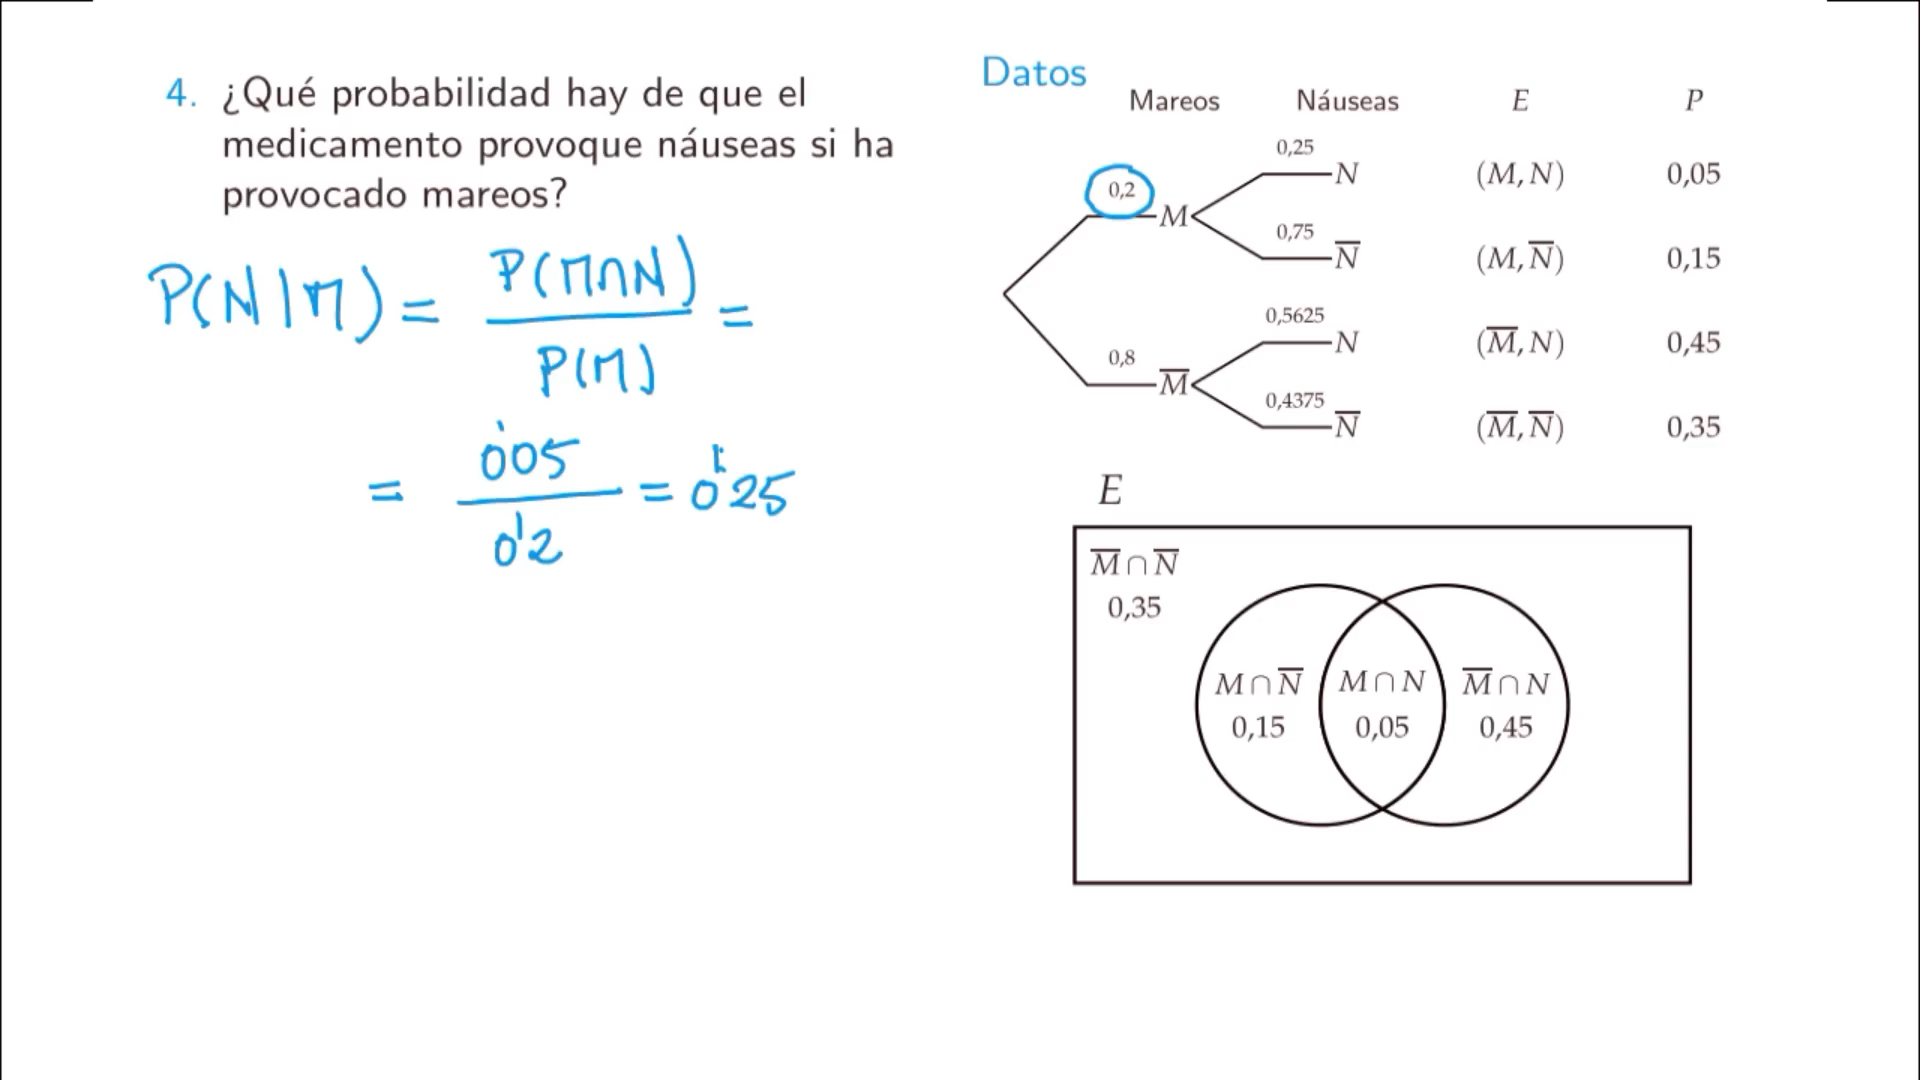 4. ¿Qué probabilidad hay de que el
medicamento provoque náuseas si ha
provocado mareos?
P(N|M) = P(M∩N) =
P(M)
= 0'05 = 0'25
0'2
Datos
Mareos Náuseas E P
0,25 N (M, N) 0,05
0,2 M
0,75 N̅ (M, N̅) 0,15
0,5625 N (M̅, N) 0,45
0,8 M̅
0,4375 N̅ (M̅, N̅) 0,35
E
M̅∩N̅
0,35
M∩N̅ M∩N M̅∩N
0,15 0,05 0,45